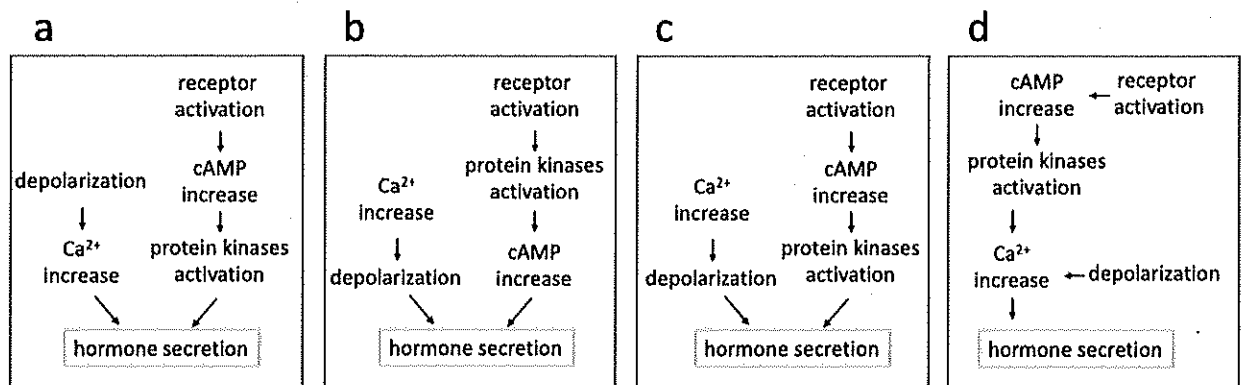 a
receptor
activation
cAMP
increase
depolarization
Ca²⁺
increase
protein kinases
activation
hormone secretion
b
receptor
activation
protein kinases
activation
Ca²⁺
increase
cAMP
increase
depolarization
hormone secretion
c
receptor
activation
cAMP
increase
Ca²⁺
increase
protein kinases
activation
depolarization
hormone secretion
d
cAMP
increase
receptor
activation
protein kinases
activation
Ca²⁺
increase
depolarization
hormone secretion